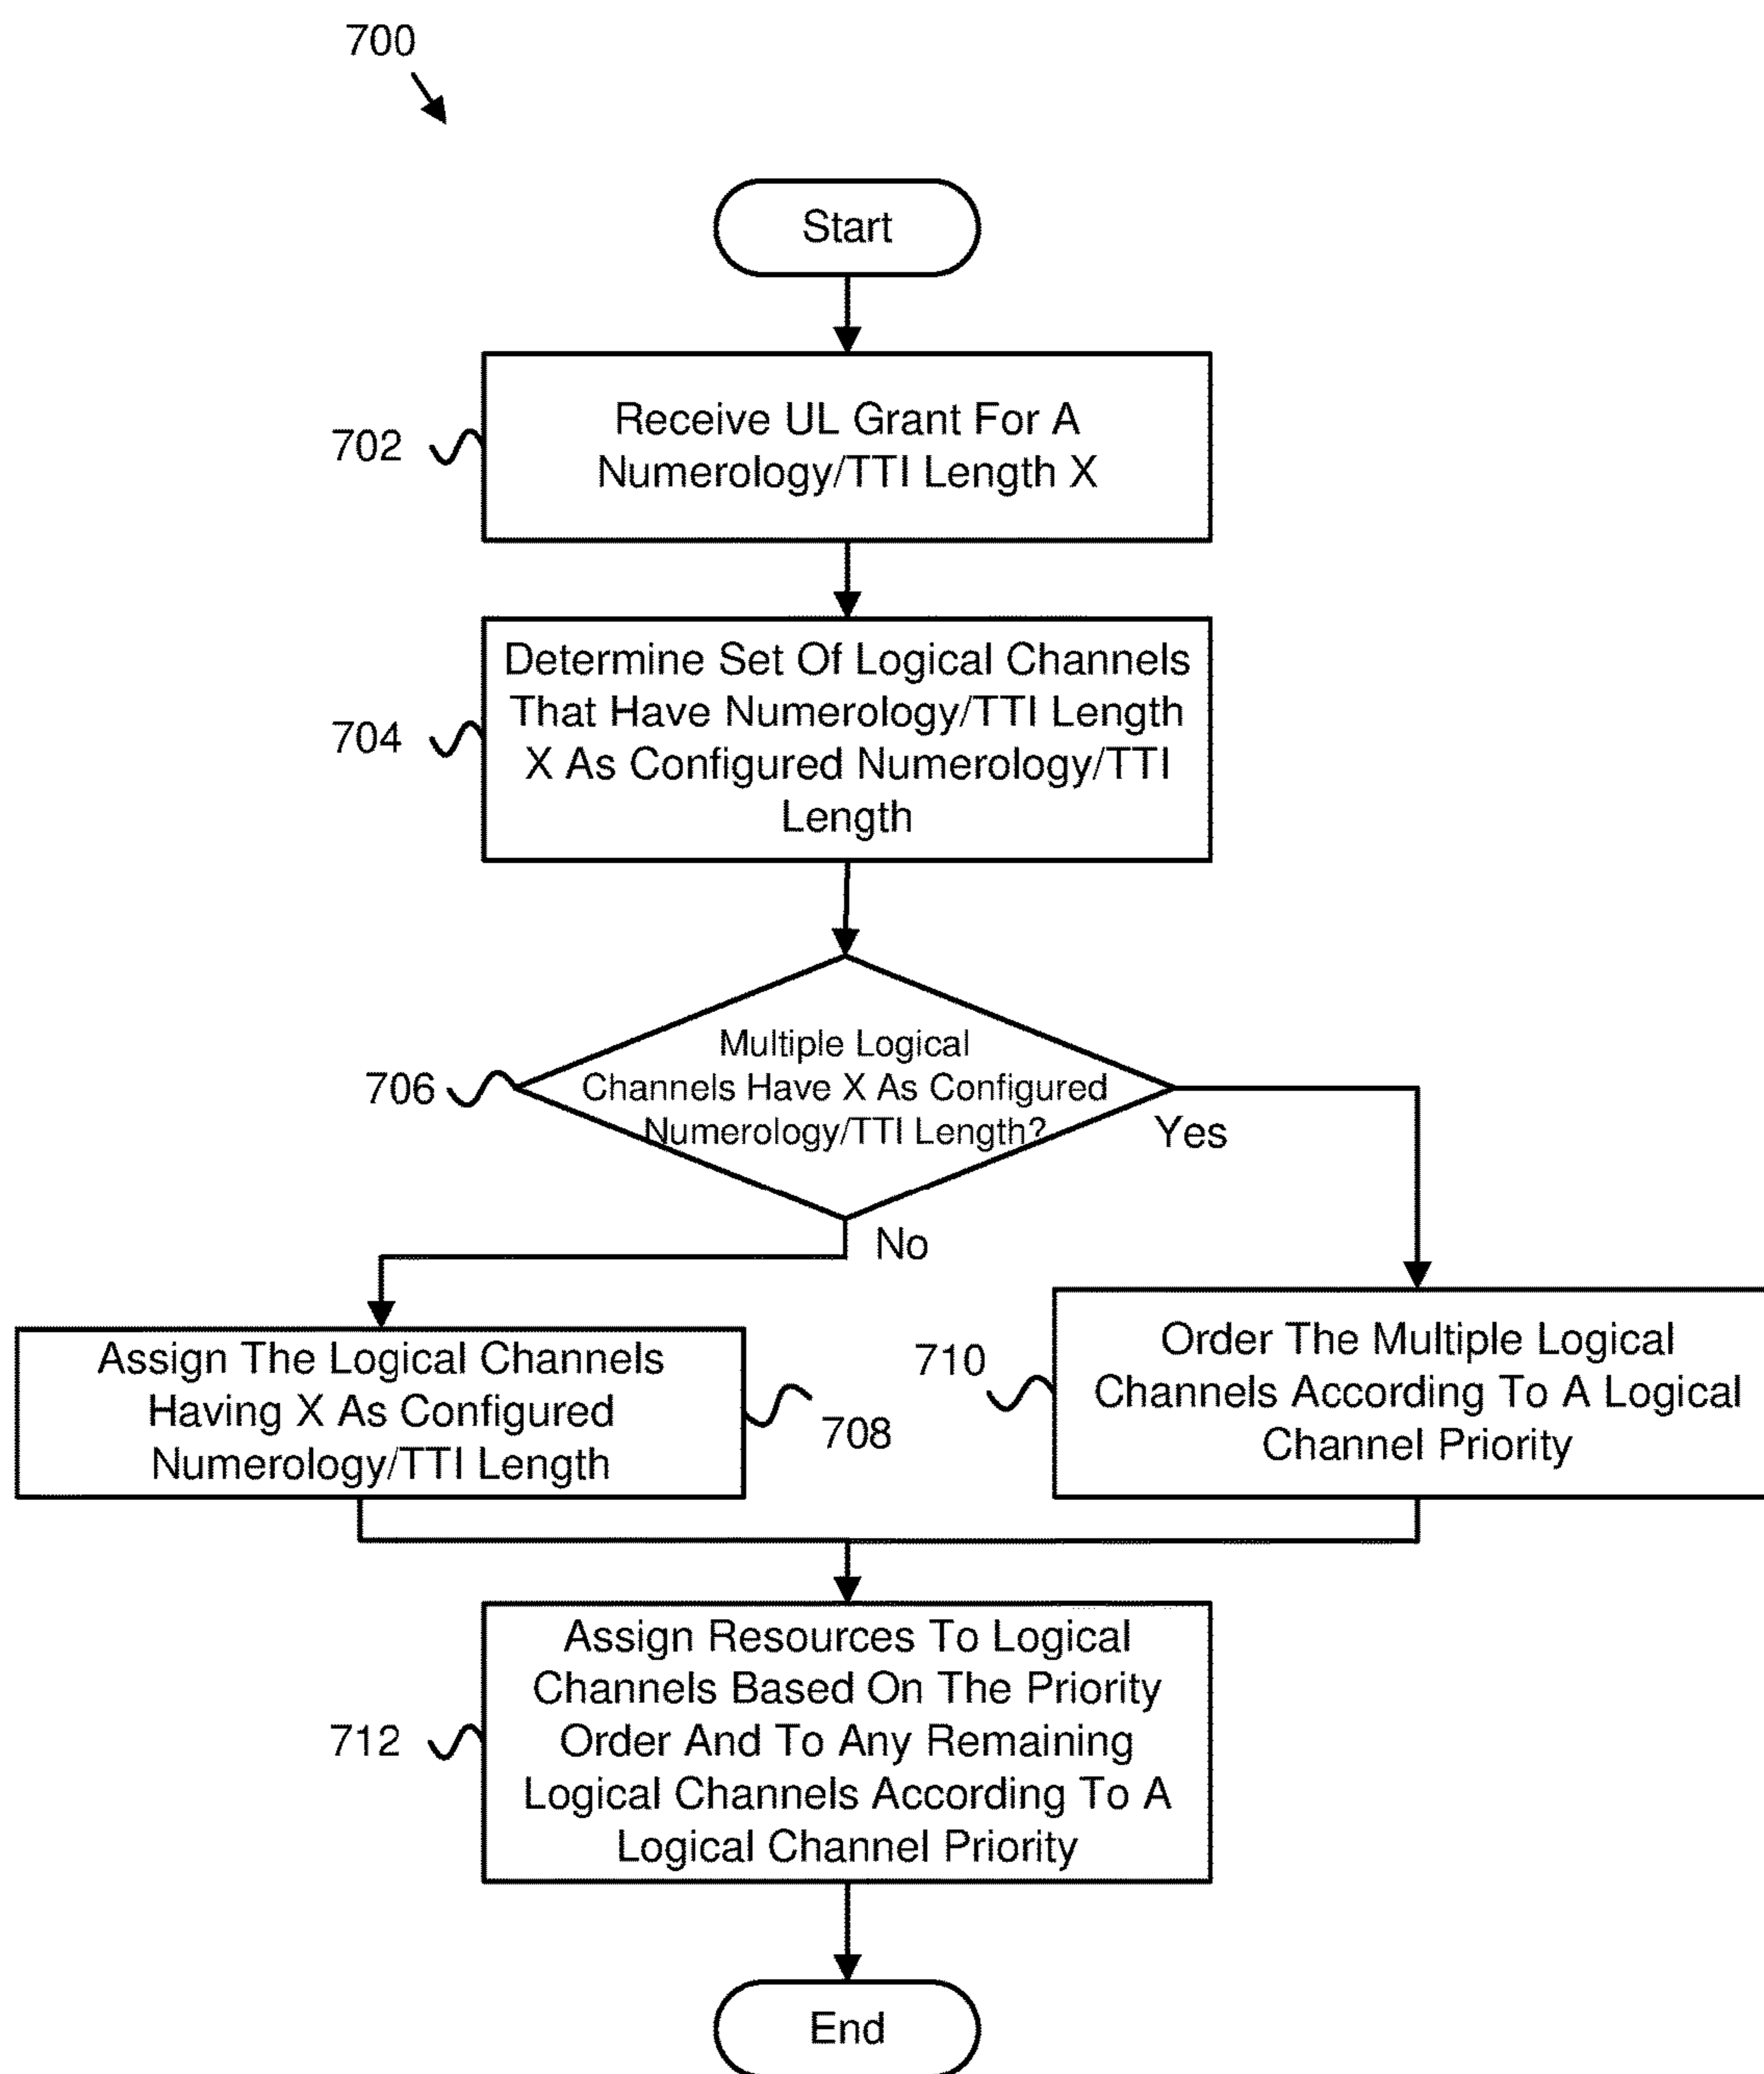 700
Start
702
Receive UL Grant For A
Numerology/TTI Length X
704
Determine Set Of Logical Channels
That Have Numerology/TTI Length
X As Configured Numerology/TTI
Length
706
Multiple Logical
Channels Have X As Configured
Numerology/TTI Length?
Yes
No
Assign The Logical Channels
Having X As Configured
Numerology/TTI Length
708
710
Order The Multiple Logical
Channels According To A Logical
Channel Priority
712
Assign Resources To Logical
Channels Based On The Priority
Order And To Any Remaining
Logical Channels According To A
Logical Channel Priority
End